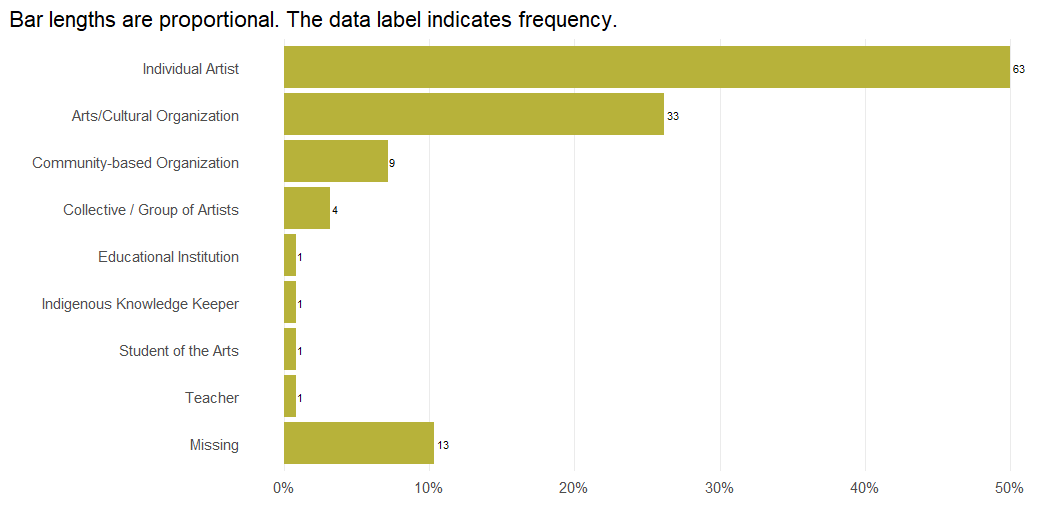 Bar lengths are proportional. The data label indicates frequency.
Individual Artist 63
Arts/Cultural Organization 33
Community-based Organization 9
Collective / Group of Artists 4
Educational Institution 1
Indigenous Knowledge Keeper 1
Student of the Arts 1
Teacher 1
Missing 13
0% 10% 20% 30% 40% 50%